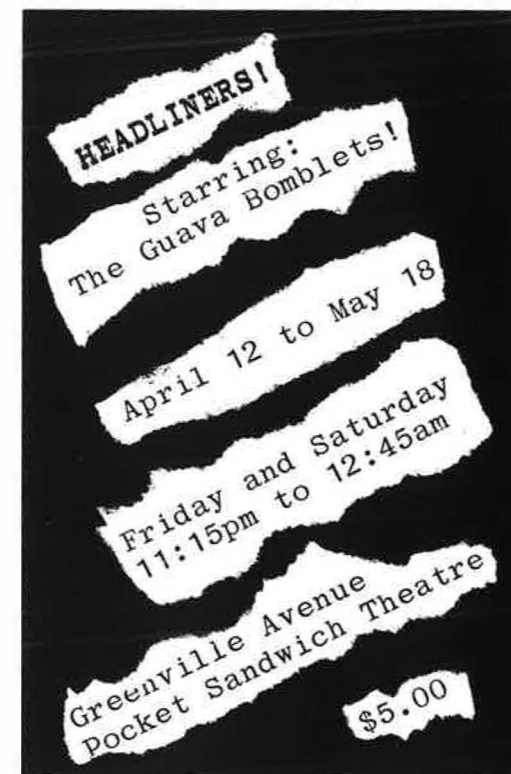 HEADLINERS!
Starring:
The Guava Bomblets!
April 12 to May 18
Friday and Saturday
11:15pm to 12:45am
Greenville Avenue
Pocket Sandwich Theatre
$5.00